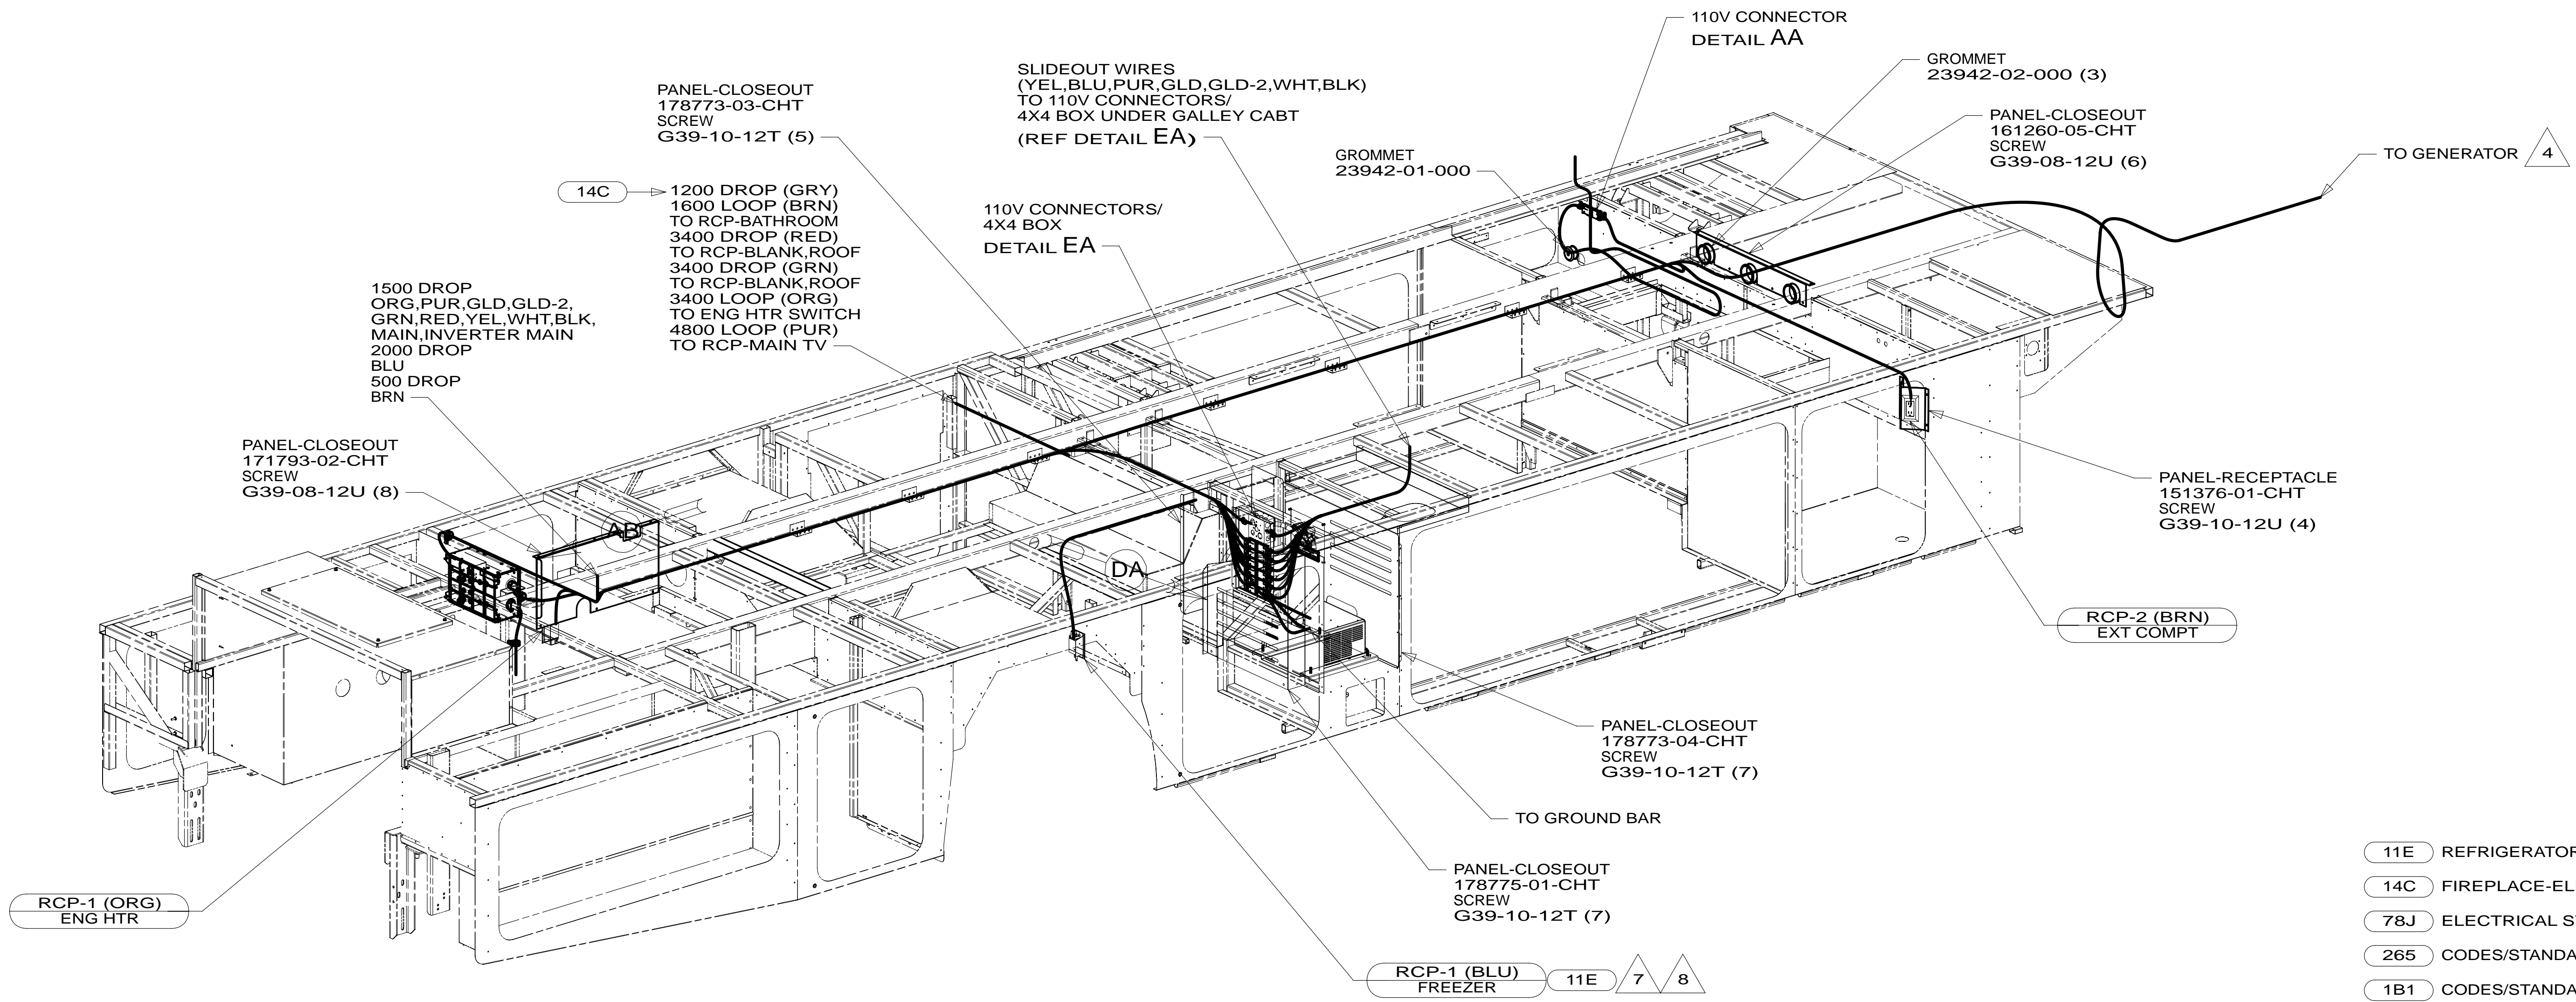 110V CONNECTOR
DETAIL AA
GROMMET
23942-02-000 (3)
PANEL-CLOSEOUT
161260-05-CHT
SCREW
G39-08-12U (6)
TO GENERATOR 4
SLIDEOUT WIRES
(YEL,BLU,PUR,GLD,GLD-2,WHT,BLK)
TO 110V CONNECTORS/
4X4 BOX UNDER GALLEY CABT
(REF DETAIL EA)
PANEL-CLOSEOUT
178773-03-CHT
SCREW
G39-10-12T (5)
GROMMET
23942-01-000
14C 1200 DROP (GRY)
1600 LOOP (BRN)
TO RCP-BATHROOM
3400 DROP (RED)
TO RCP-BLANK,ROOF
3400 DROP (GRN)
TO RCP-BLANK,ROOF
3400 LOOP (ORG)
TO ENG HTR SWITCH
4800 LOOP (PUR)
TO RCP-MAIN TV
110V CONNECTORS/
4X4 BOX
DETAIL EA
1500 DROP
ORG,PUR,GLD,GLD-2,
GRN,RED,YEL,WHT,BLK,
MAIN,INVERTER MAIN
2000 DROP
BLU
500 DROP
BRN
PANEL-CLOSEOUT
171793-02-CHT
SCREW
G39-08-12U (8)
AB
DA
PANEL-RECEPTACLE
151376-01-CHT
SCREW
G39-10-12U (4)
RCP-2 (BRN)
EXT COMPT
PANEL-CLOSEOUT
178773-04-CHT
SCREW
G39-10-12T (7)
TO GROUND BAR
PANEL-CLOSEOUT
178775-01-CHT
SCREW
G39-10-12T (7)
RCP-1 (ORG)
ENG HTR
RCP-1 (BLU)
FREEZER
11E 7 8
11E REFRIGERATOR
14C FIREPLACE-EL
78J ELECTRICAL S
265 CODES/STANDA
1B1 CODES/STANDA